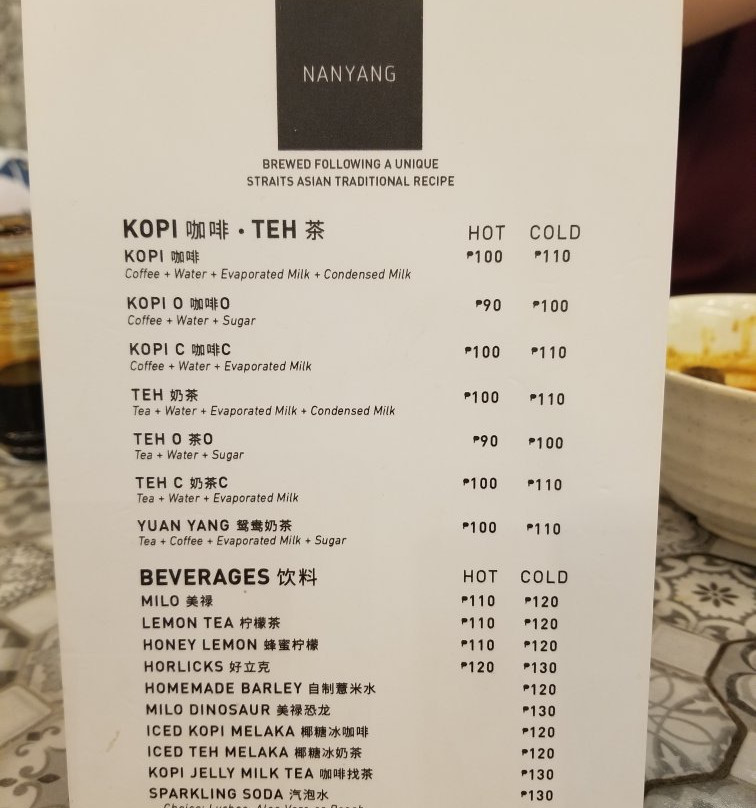 NANYANG
BREWED FOLLOWING A UNIQUE
STRAITS ASIAN TRADITIONAL RECIPE
KOPI 咖啡 • TEH 茶 HOT COLD
KOPI 咖啡 ₱100 ₱110
Coffee + Water + Evaporated Milk + Condensed Milk
KOPI O 咖啡O ₱90 ₱100
Coffee + Water + Sugar
KOPI C 咖啡C ₱100 ₱110
Coffee + Water + Evaporated Milk
TEH 奶茶 ₱100 ₱110
Tea + Water + Evaporated Milk + Condensed Milk
TEH O 茶O ₱90 ₱100
Tea + Water + Sugar
TEH C 奶茶C ₱100 ₱110
Tea + Water + Evaporated Milk
YUAN YANG 鸳鸯奶茶 ₱100 ₱110
Tea + Coffee + Evaporated Milk + Sugar
BEVERAGES 饮料 HOT COLD
MILO 美禄 ₱110 ₱120
LEMON TEA 柠檬茶 ₱110 ₱120
HONEY LEMON 蜂蜜柠檬 ₱110 ₱120
HORLICKS 好立克 ₱120 ₱130
HOMEMADE BARLEY 自制薏米水 ₱120
MILO DINOSAUR 美禄恐龙 ₱130
ICED KOPI MELAKA 椰糖冰咖啡 ₱120
ICED TEH MELAKA 椰糖冰奶茶 ₱120
KOPI JELLY MILK TEA 咖啡找茶 ₱130
SPARKLING SODA 汽泡水 ₱130
Choice: Lychee, Aloe Vera or Peach